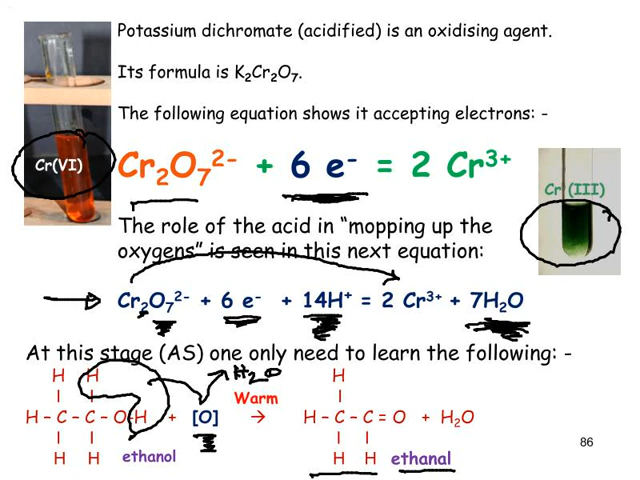 Potassium dichromate (acidified) is an oxidising agent.
Its formula is K₂Cr₂O₇.
The following equation shows it accepting electrons: -
Cr(VI)
Cr₂O₇²⁻ + 6 e⁻ = 2 Cr³⁺
Cr (III)
The role of the acid in “mopping up the
oxygens” is seen in this next equation:
Cr₂O₇²⁻ + 6 e⁻ + 14H⁺ = 2 Cr³⁺ + 7H₂O
At this stage (AS) one only need to learn the following: -
H H H₂O H
Warm
H – C – C – O-H + [O] → H – C – C = O + H₂O
H H ethanol H H ethanal
86